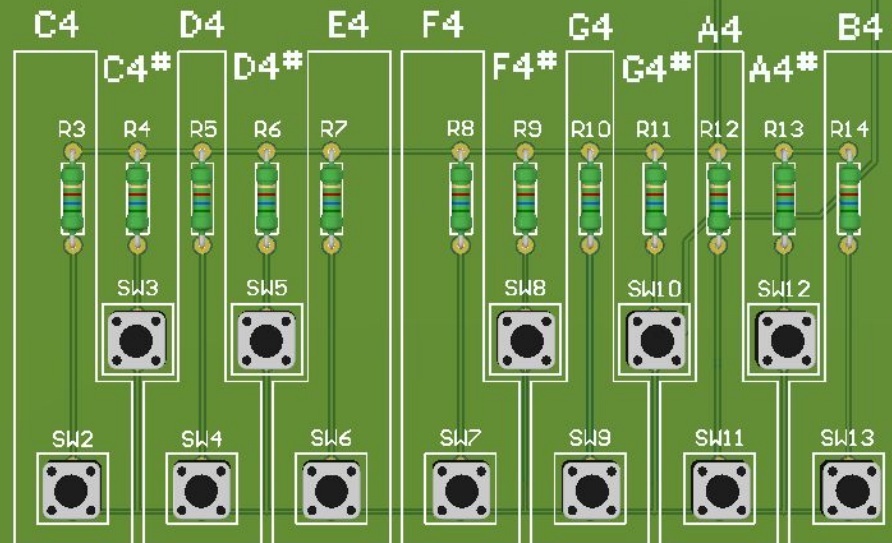 C4 D4 E4 F4 G4 A4 B4
C4# D4# F4# G4# A4#
R3 R4 R5 R6 R7 R8 R9 R10 R11 R12 R13 R14
SW3 SW5 SW8 SW10 SW12
SW2 SW4 SW6 SW7 SW9 SW11 SW13